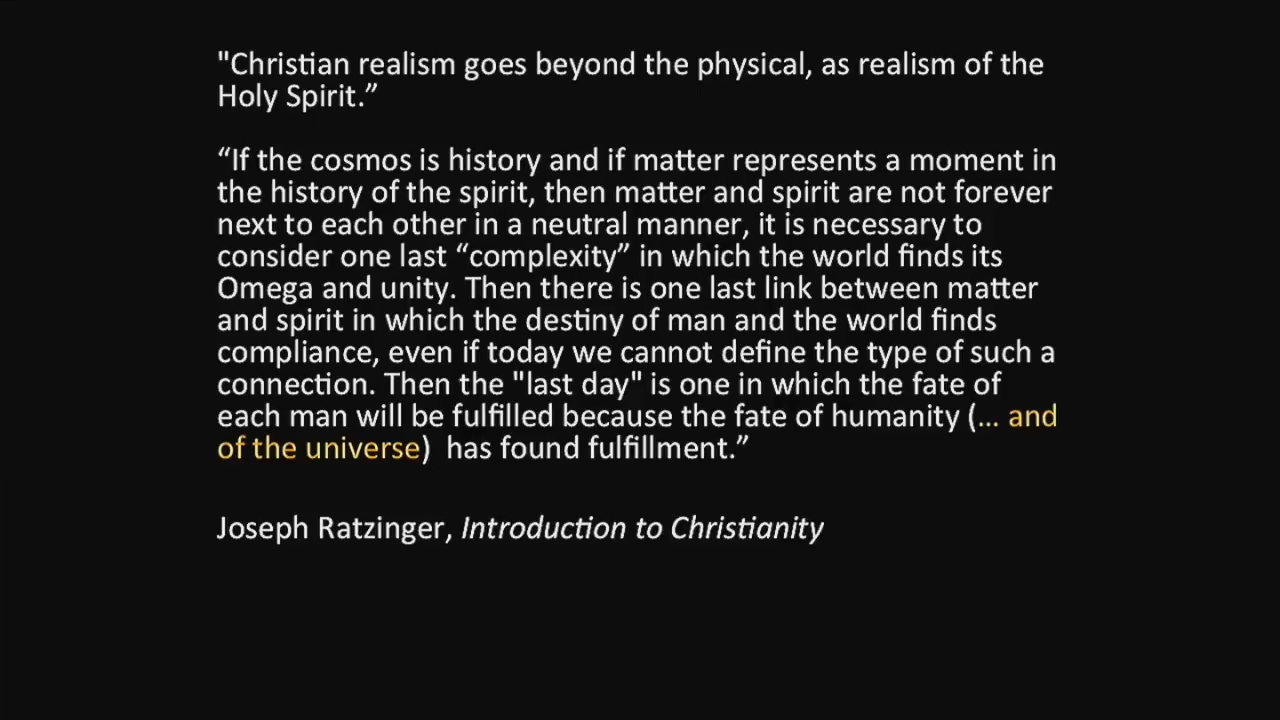 "Christian realism goes beyond the physical, as realism of the
Holy Spirit.”
“If the cosmos is history and if matter represents a moment in
the history of the spirit, then matter and spirit are not forever
next to each other in a neutral manner, it is necessary to
consider one last “complexity” in which the world finds its
Omega and unity. Then there is one last link between matter
and spirit in which the destiny of man and the world finds
compliance, even if today we cannot define the type of such a
connection. Then the "last day" is one in which the fate of
each man will be fulfilled because the fate of humanity (… and
of the universe)  has found fulfillment.”
Joseph Ratzinger, Introduction to Christianity